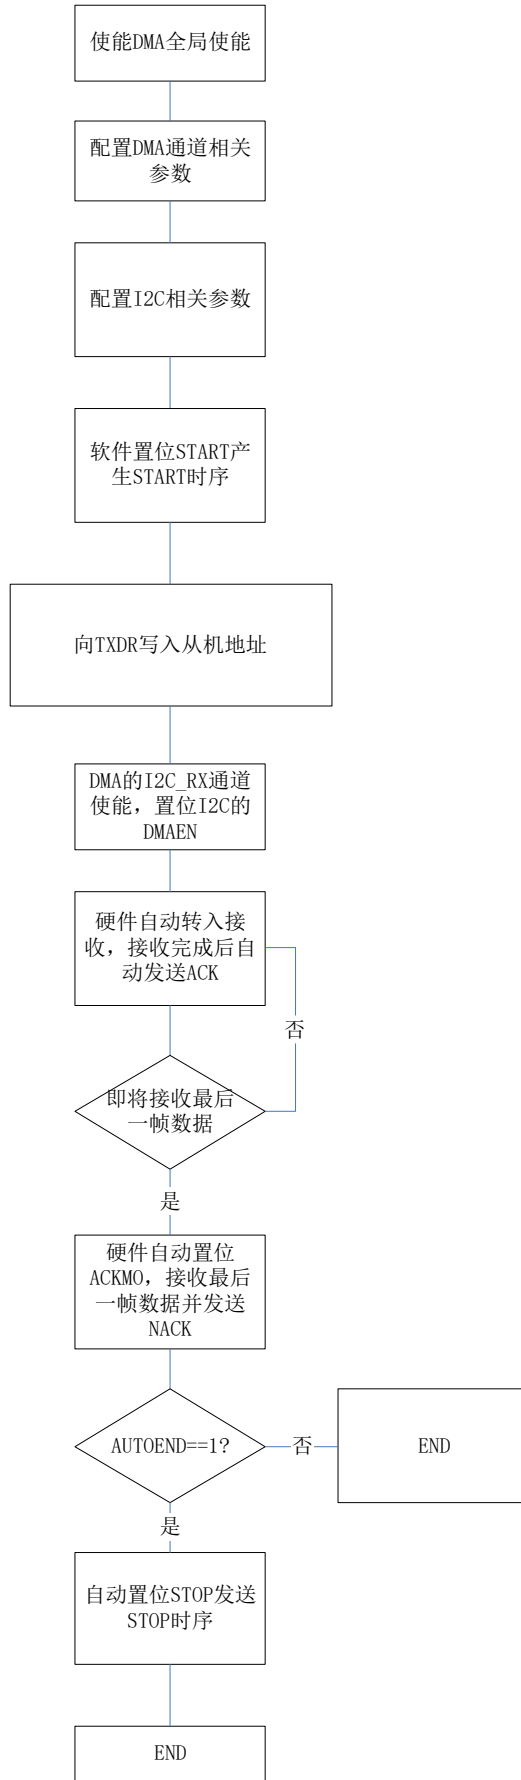 使能DMA全局使能
配置DMA通道相关
参数
配置I2C相关参数
软件置位START产
生START时序
向TXDR写入从机地址
DMA的I2C_RX通道
使能，置位I2C的
DMAEN
硬件自动转入接
收，接收完成后自
动发送ACK
否
即将接收最后
一帧数据
是
硬件自动置位
ACKMO，接收最后
一帧数据并发送
NACK
AUTOEND==1?
否
END
是
自动置位STOP发送
STOP时序
END